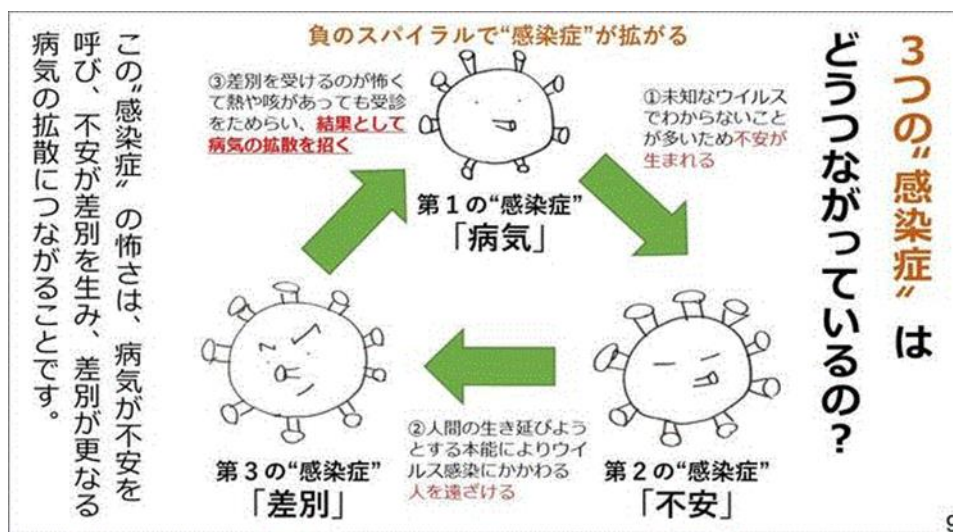 3つの“感染症”は
どうつながっているの？
負のスパイラルで“感染症”が拡がる
①未知なウイルス
でわからないこと
が多いため不安が
生まれる
第1の“感染症”
「病気」
②人間の生き延びよう
とする本能によりウイ
ルス感染にかかわる
人を遠ざける
第2の“感染症”
「不安」
③差別を受けるのが怖く
て熱や咳があっても受診
をためらい、結果として
病気の拡散を招く
第3の“感染症”
「差別」
この“感染症”の怖さは、病気が不安を
呼び、不安が差別を生み、差別が更なる
病気の拡散につながることです。
9